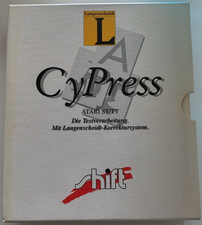 Langenscheidt
L
CyPress
ATARI ST/TT
Die Textverarbeitung.
Mit Langenscheidt-Korrektursystem.
shift